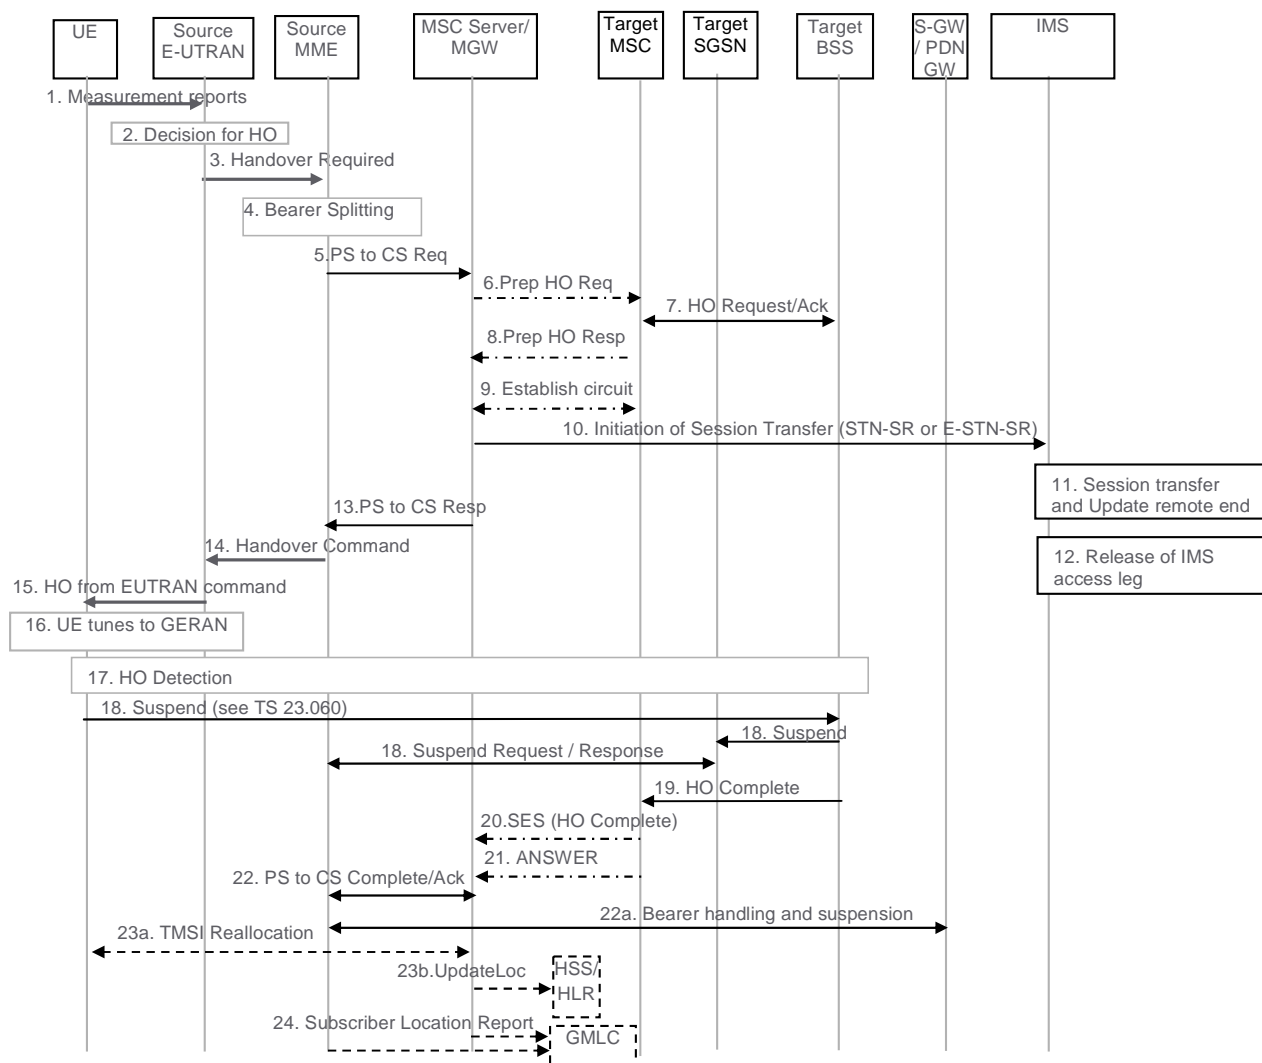 UE
Source
E-UTRAN
Source
MME
MSC Server/
MGW
Target
MSC
Target
SGSN
Target
BSS
S-GW
/ PDN
GW
IMS
1. Measurement reports
2. Decision for HO
3. Handover Required
4. Bearer Splitting
5.PS to CS Req
6.Prep HO Req
7. HO Request/Ack
8.Prep HO Resp
9. Establish circuit
10. Initiation of Session Transfer (STN-SR or E-STN-SR)
11. Session transfer
and Update remote end
13.PS to CS Resp
14. Handover Command
12. Release of IMS
access leg
15. HO from EUTRAN command
16. UE tunes to GERAN
17. HO Detection
18. Suspend (see TS 23.060)
18. Suspend
18. Suspend Request / Response
19. HO Complete
20.SES (HO Complete)
21. ANSWER
22. PS to CS Complete/Ack
22a. Bearer handling and suspension
23a. TMSI Reallocation
23b.UpdateLoc
HSS/
HLR
24. Subscriber Location Report
GMLC